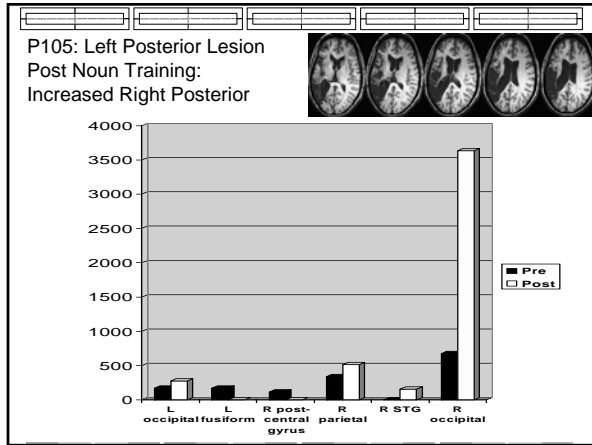 P105: Left Posterior Lesion
Post Noun Training:
Increased Right Posterior
4000
3500
3000
2500
2000
1500
1000
500
0
Pre
Post
L occipital
L fusiform
R post-central gyrus
R parietal
R STG
R occipital